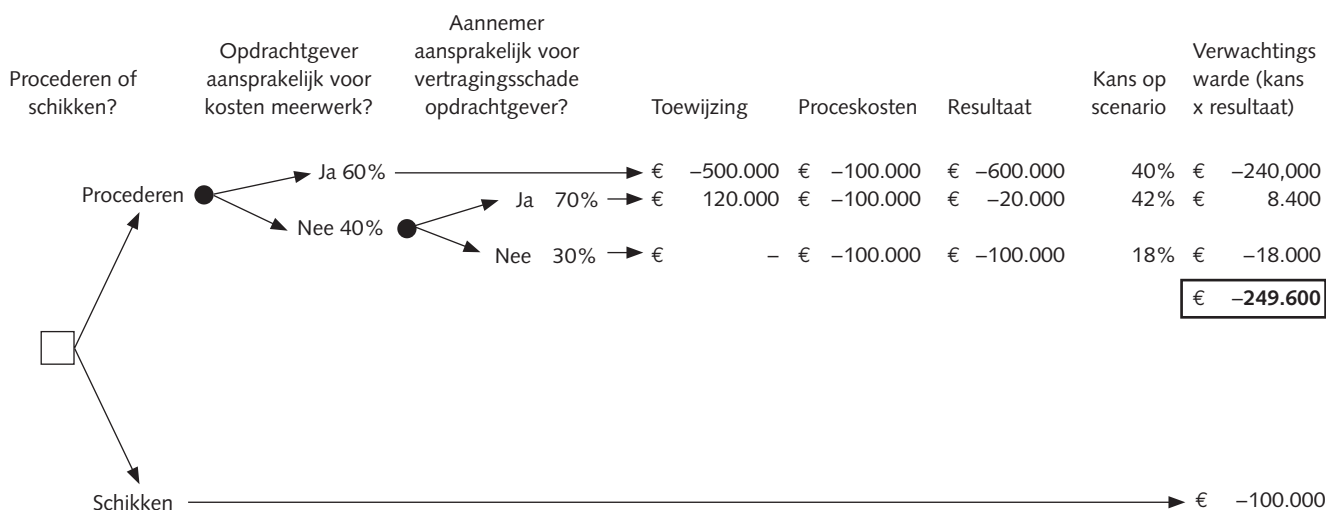 Procederen of
schikken?
Opdrachtgever
aansprakelijk voor
kosten meerwerk?
Aannemer
aansprakelijk voor
vertragingsschade
opdrachtgever?
Toewijzing
Proceskosten
Resultaat
Kans op
scenario
Verwachtings
warde (kans
x resultaat)
Ja 60% € –500.000 € –100.000 € –600.000 40% € –240,000
Procederen
Ja 70% € 120.000 € –100.000 € –20.000 42% € 8.400
Nee 40%
Nee 30% € – € –100.000 € –100.000 18% € –18.000
€ –249.600
Schikken € –100.000